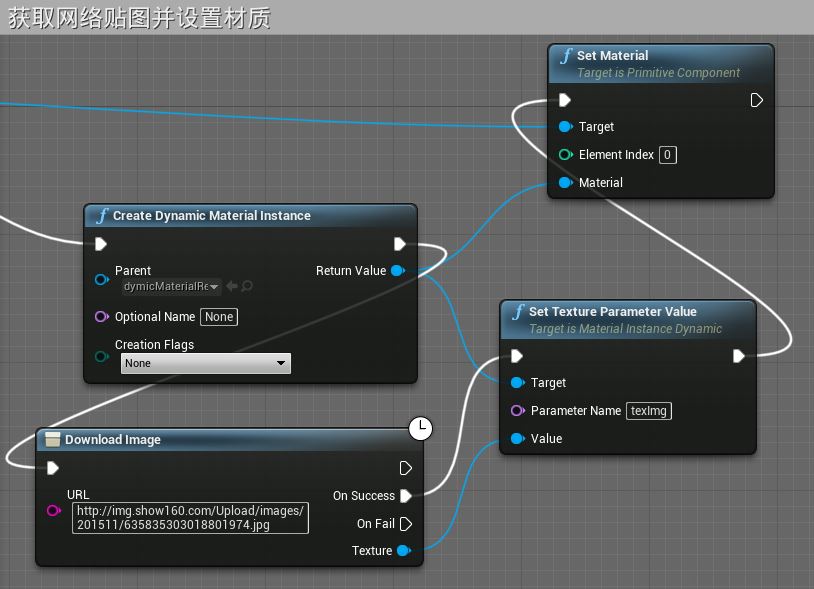 获取网络贴图并设置材质
Set Material
Target is Primitive Component
Target
Element Index 0
Material
Create Dynamic Material Instance
Parent
dymicMaterialRe
Return Value
Optional Name None
Creation Flags
None
Set Texture Parameter Value
Target is Material Instance Dynamic
Target
Parameter Name texImg
Value
Download Image
URL
http://img.show160.com/Upload/images/
201511/635835303018801974.jpg
On Success
On Fail
Texture